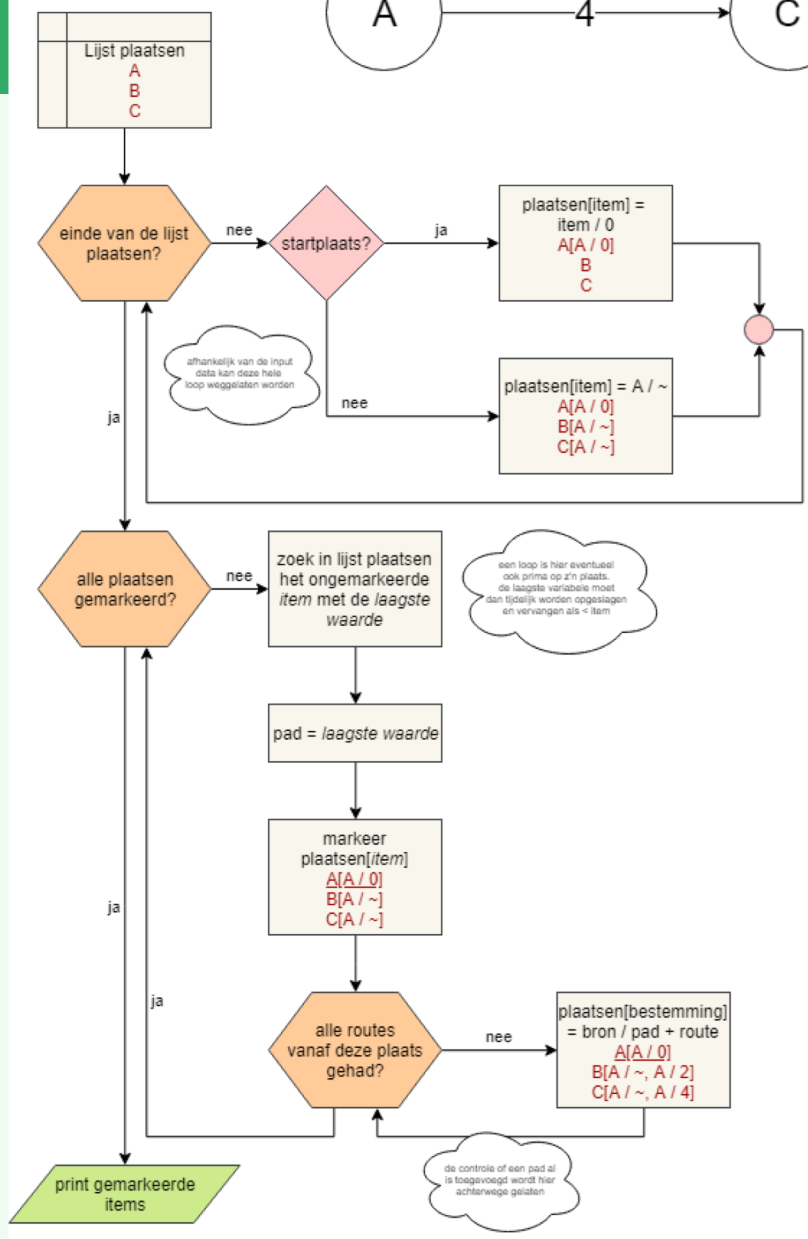 A
4
C
Lijst plaatsen
A
B
C
einde van de lijst
plaatsen?
nee
startplaats?
ja
plaatsen[item] =
item / 0
A[A / 0]
B
C
afhankelijk van de input
data kan deze hele
loop weggelaten worden
nee
plaatsen[item] = A / ~
A[A / 0]
B[A / ~]
C[A / ~]
ja
alle plaatsen
gemarkeerd?
nee
zoek in lijst plaatsen
het ongemarkeerde
item met de laagste
waarde
een loop is hier eventueel
ook prima op z'n plaats.
de laagste variabele moet
dan tijdelijk worden opgeslagen
en vervangen als < item
pad = laagste waarde
markeer
plaatsen[item]
A[A / 0]
B[A / ~]
C[A / ~]
ja
ja
alle routes
vanaf deze plaats
gehad?
nee
plaatsen[bestemming]
= bron / pad + route
A[A / 0]
B[A / ~, A / 2]
C[A / ~, A / 4]
de controle of een pad al
is toegevoegd wordt hier
achterwege gelaten
print gemarkeerde
items